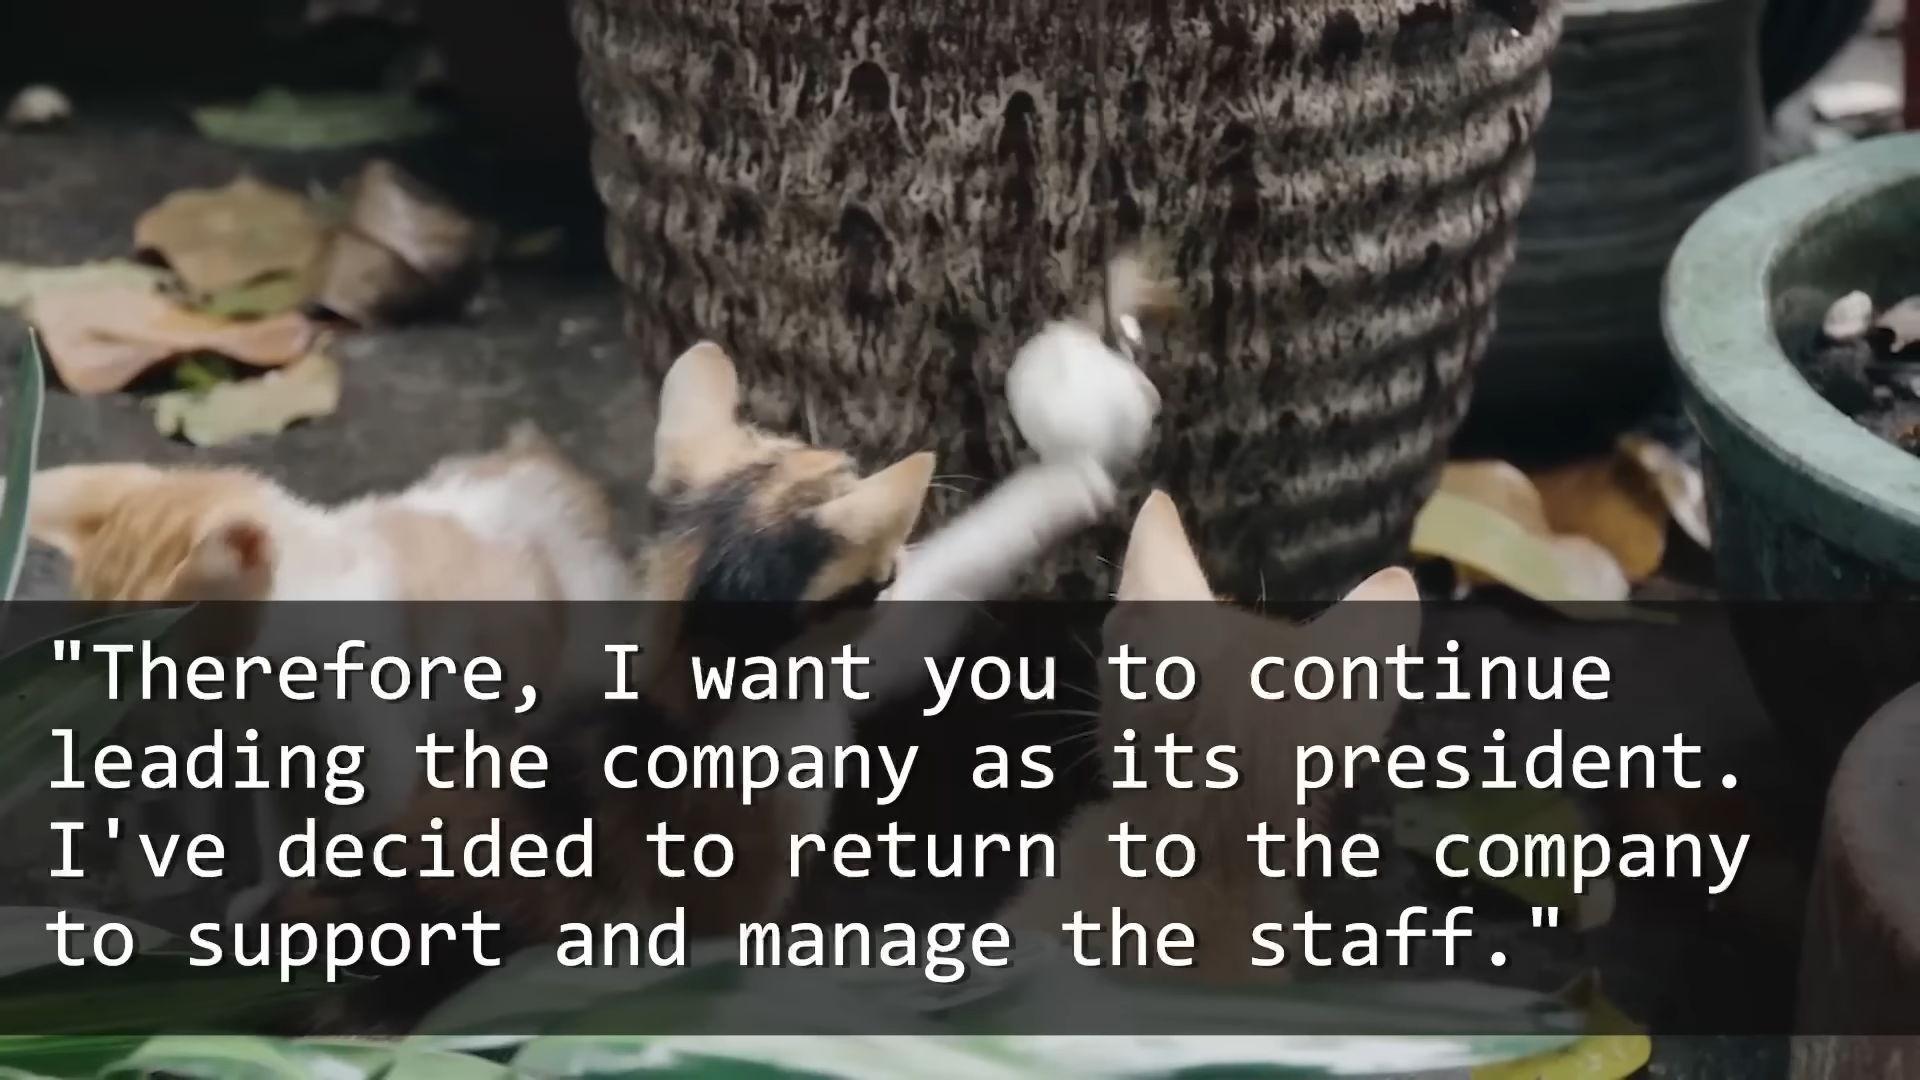 "Therefore, I want you to continue
leading the company as its president.
I've decided to return to the company
to support and manage the staff."